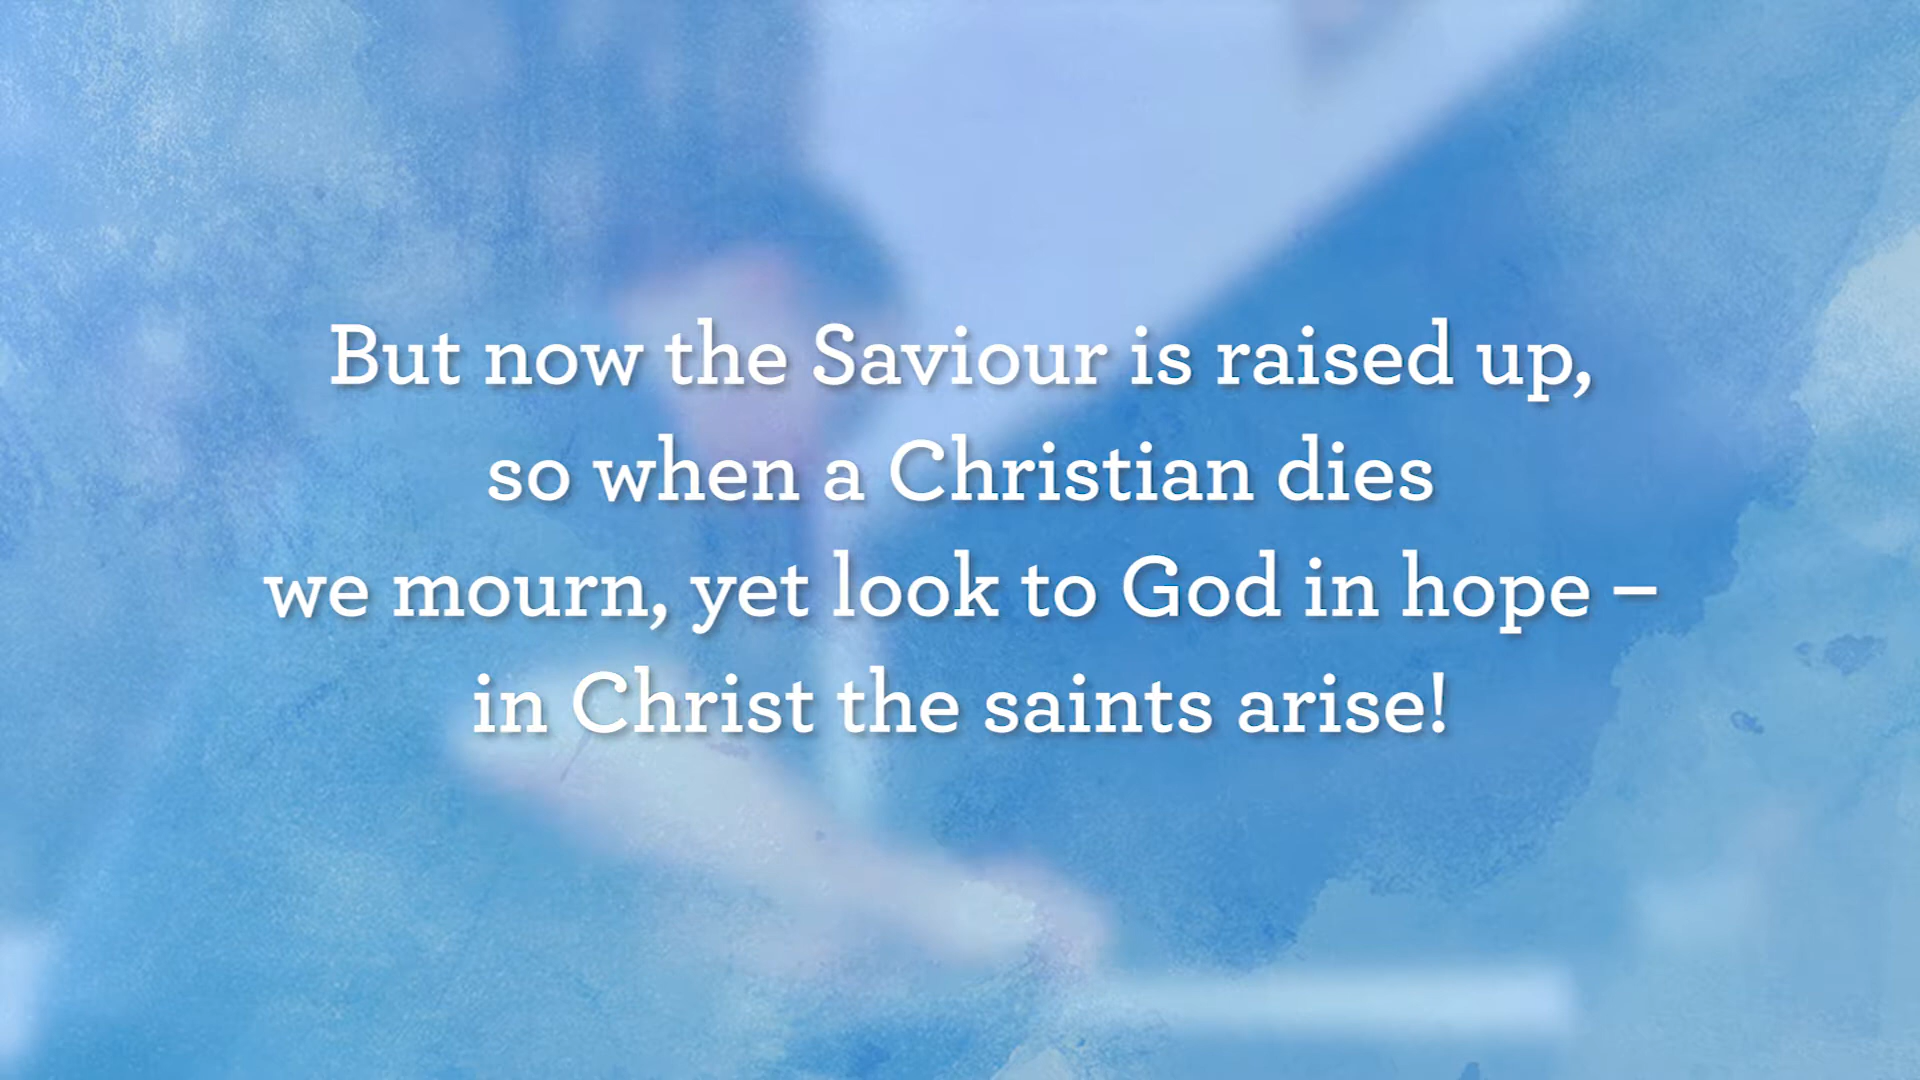 But now the Saviour is raised up,
so when a Christian dies
we mourn, yet look to God in hope –
in Christ the saints arise!